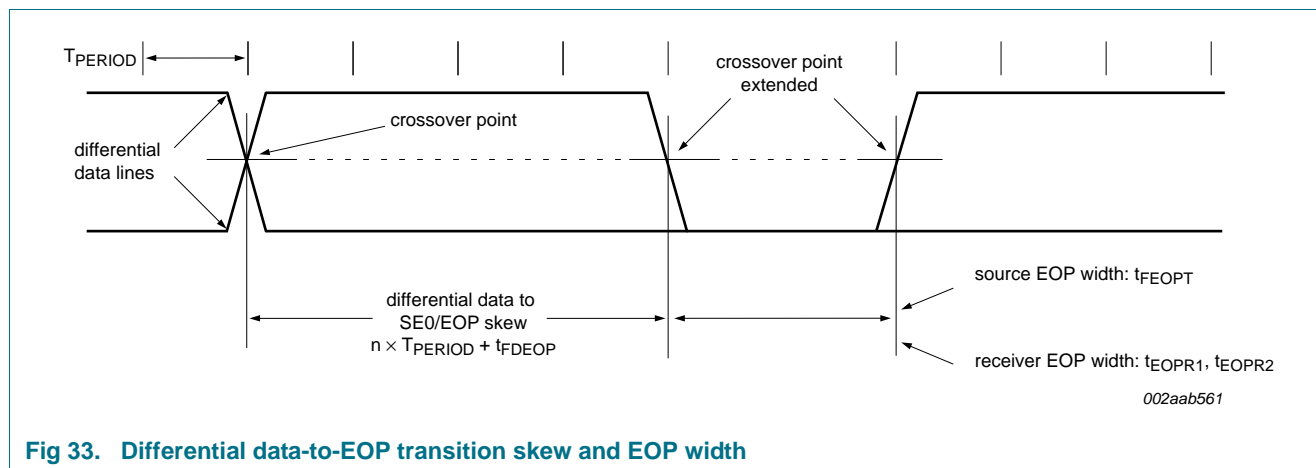 TPERIOD
crossover point
extended
crossover point
differential
data lines
differential data to
SE0/EOP skew
n × TPERIOD + tFDEOP
source EOP width: tFEOPT
receiver EOP width: tEOPR1, tEOPR2
002aab561
Fig 33. Differential data-to-EOP transition skew and EOP width